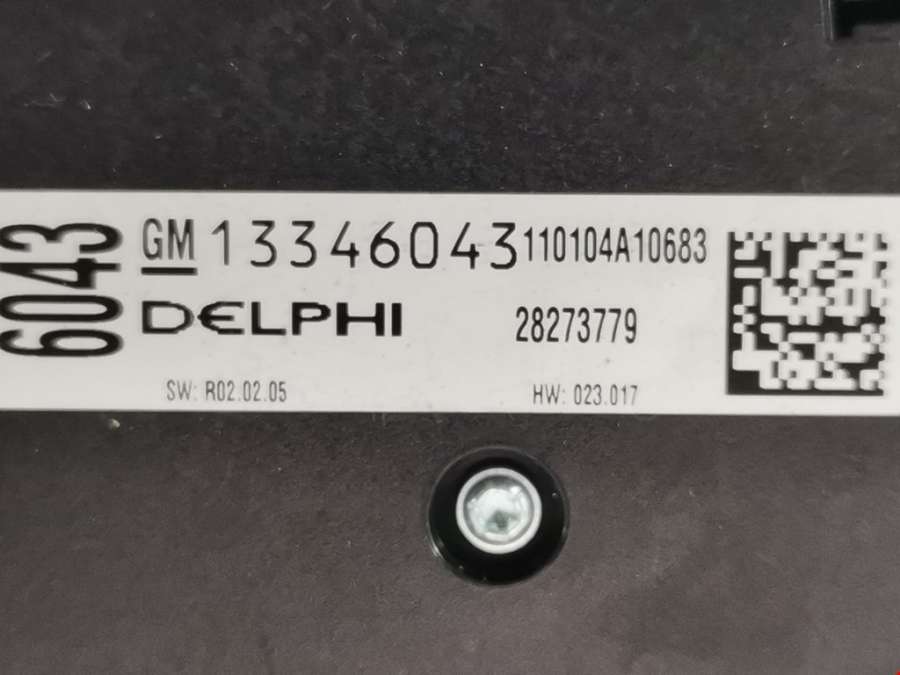 6043
GM 13346043 110104A10683
DELPHI 28273779
SW: R02.02.05 HW: 023.017